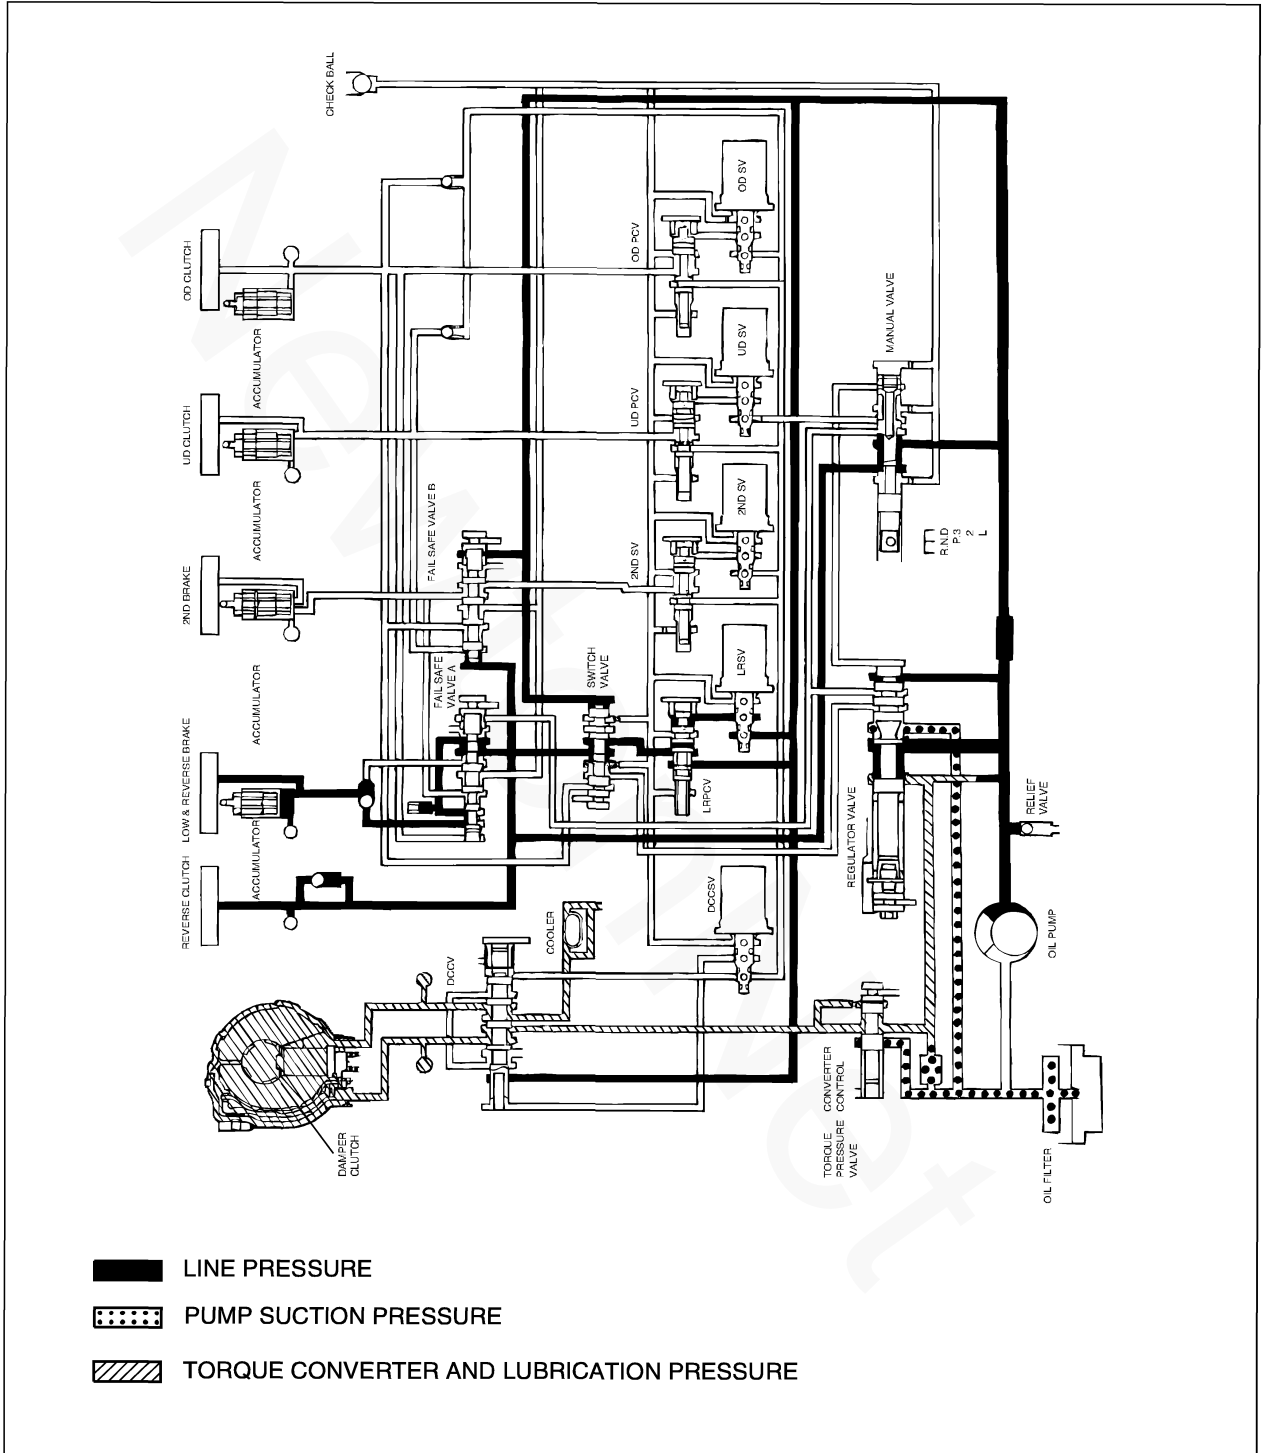 CHECK BALL
OD CLUTCH
ACCUMULATOR
UD CLUTCH
ACCUMULATOR
2ND BRAKE
ACCUMULATOR
LOW & REVERSE BRAKE
ACCUMULATOR
REVERSE CLUTCH
FAIL SAFE VALVE B
FAIL SAFE
VALVE A
SWITCH
VALVE
OD PCV
OD SV
UD PCV
UD SV
2ND SV
2ND SV
LRSV
LRPCV
DCCSV
MANUAL VALVE
R.N.D
P.3
2
L
REGULATOR VALVE
RELIEF
VALVE
OIL PUMP
COOLER
DCCV
DAMPER
CLUTCH
TORQUE CONVERTER
PRESSURE CONTROL
VALVE
OIL FILTER
LINE PRESSURE
PUMP SUCTION PRESSURE
TORQUE CONVERTER AND LUBRICATION PRESSURE